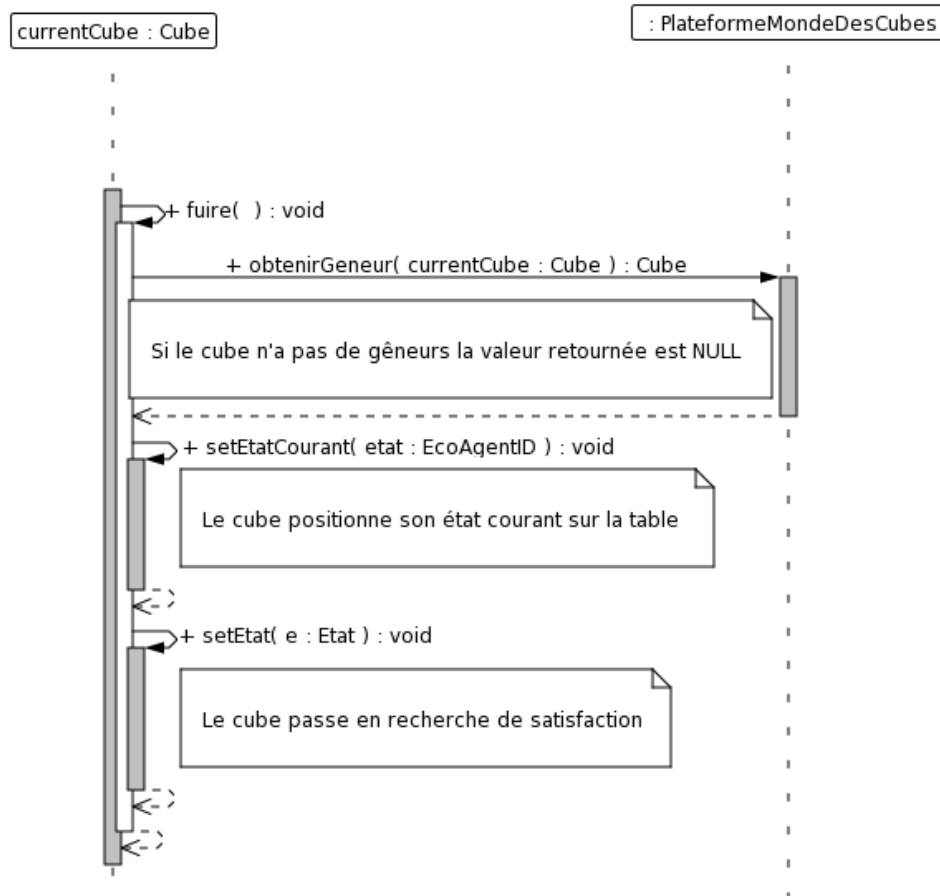 currentCube : Cube
: PlateformeMondeDesCubes
+ fuire( ) : void
+ obtenirGeneur( currentCube : Cube ) : Cube
Si le cube n'a pas de gêneurs la valeur retournée est NULL
+ setEtatCourant( etat : EcoAgentID ) : void
Le cube positionne son état courant sur la table
+ setEtat( e : Etat ) : void
Le cube passe en recherche de satisfaction